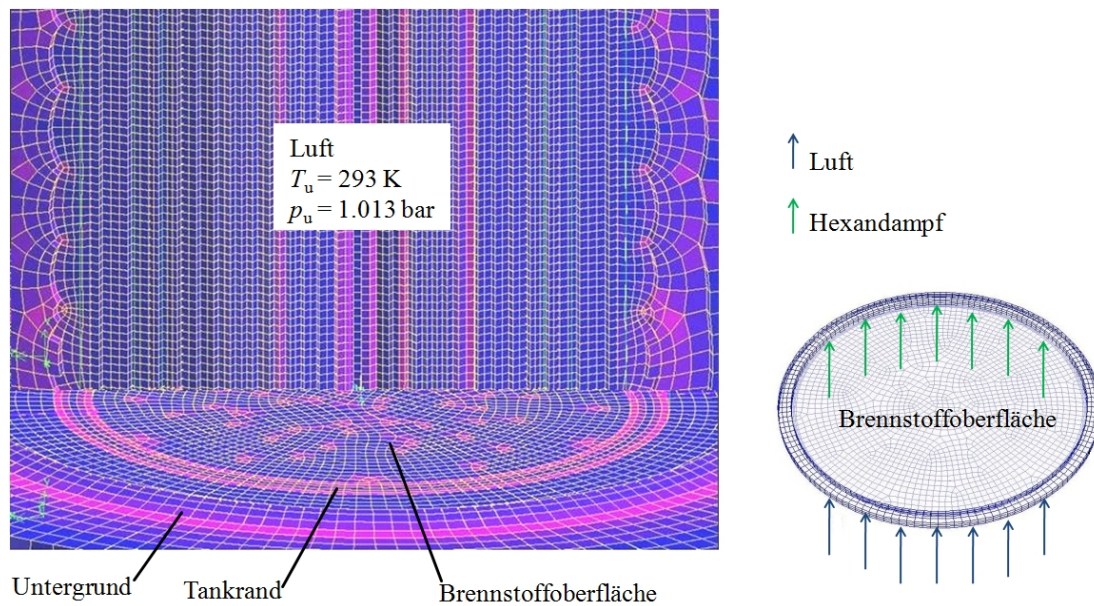 Luft
T_u = 293 K
p_u = 1.013 bar
Untergrund
Tankrand
Brennstoffoberfläche
Luft
Hexandampf
Brennstoffoberfläche